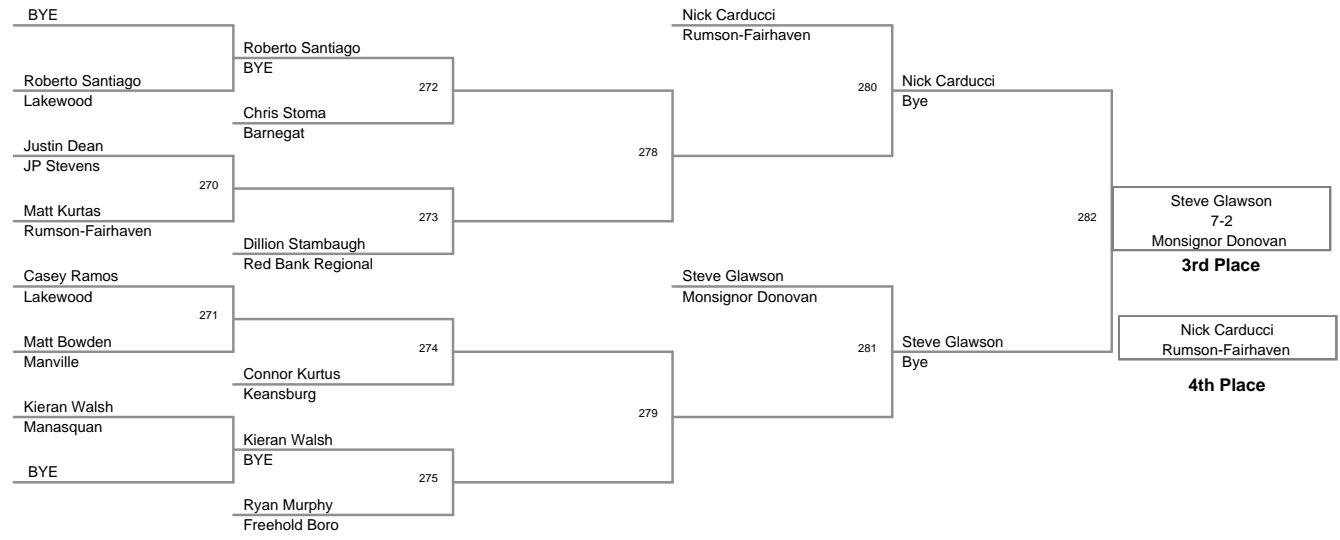 BYE
Roberto Santiago
Lakewood
Justin Dean
JP Stevens
270
Matt Kurtas
Rumson-Fairhaven
Casey Ramos
Lakewood
271
Matt Bowden
Manville
Kieran Walsh
Manasquan
BYE
Roberto Santiago
BYE
272
Chris Stoma
Barnegat
273
Dillion Stambaugh
Red Bank Regional
274
Connor Kurtus
Keansburg
Kieran Walsh
BYE
275
Ryan Murphy
Freehold Boro
278
279
Nick Carducci
Rumson-Fairhaven
280
Steve Glawson
Monsignor Donovan
281
Nick Carducci
Bye
282
Steve Glawson
Bye
Steve Glawson
7-2
Monsignor Donovan
3rd Place
Nick Carducci
Rumson-Fairhaven
4th Place